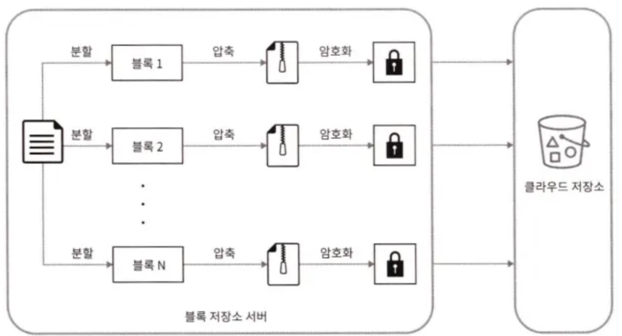 분할
블록 1
압축
암호화
분할
블록 2
압축
암호화
분할
블록 N
압축
암호화
블록 저장소 서버
클라우드 저장소